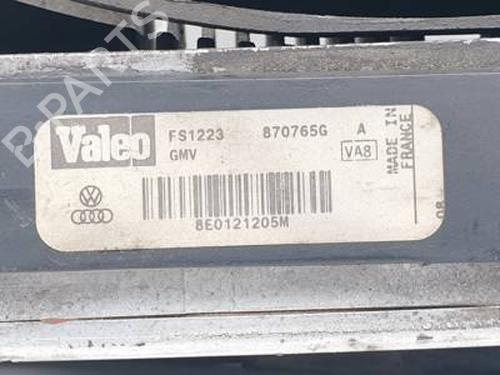 B-PARTS
Valeo FS1223 870765G A
GMV VA8
MADE IN
FRANCE
8E0121205M
08